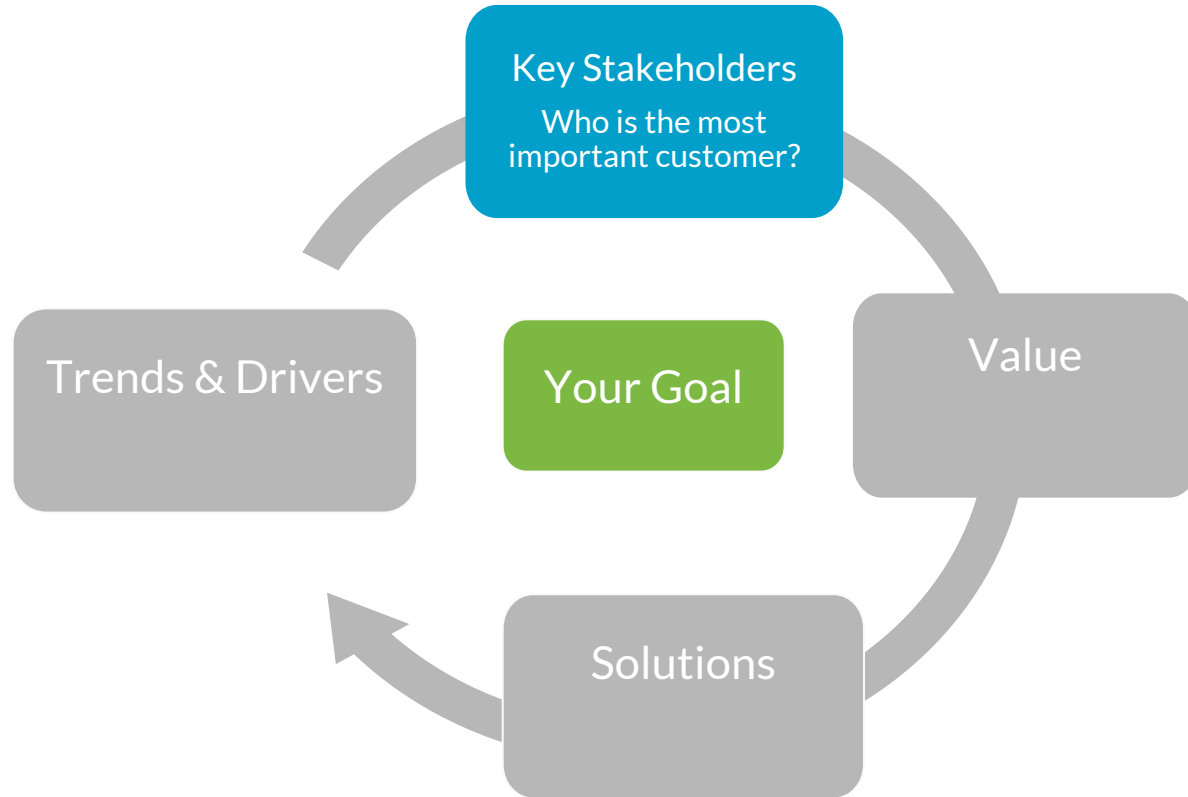 Key Stakeholders
Who is the most
important customer?
Value
Trends & Drivers
Your Goal
Solutions